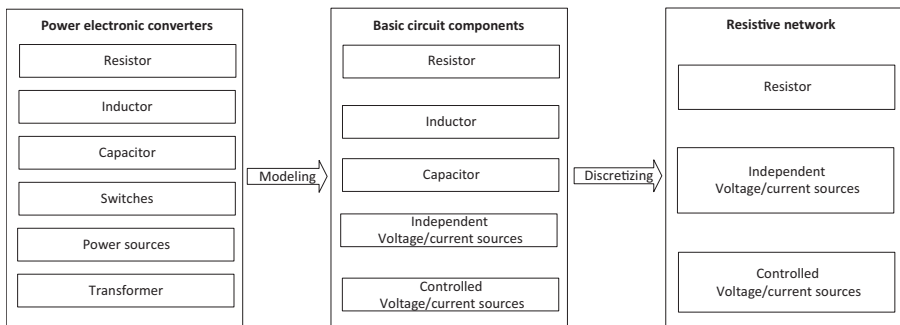 Power electronic converters
Resistor
Inductor
Capacitor
Switches
Power sources
Transformer
Modeling
Basic circuit components
Resistor
Inductor
Capacitor
Independent
Voltage/current sources
Controlled
Voltage/current sources
Discretizing
Resistive network
Resistor
Independent
Voltage/current sources
Controlled
Voltage/current sources